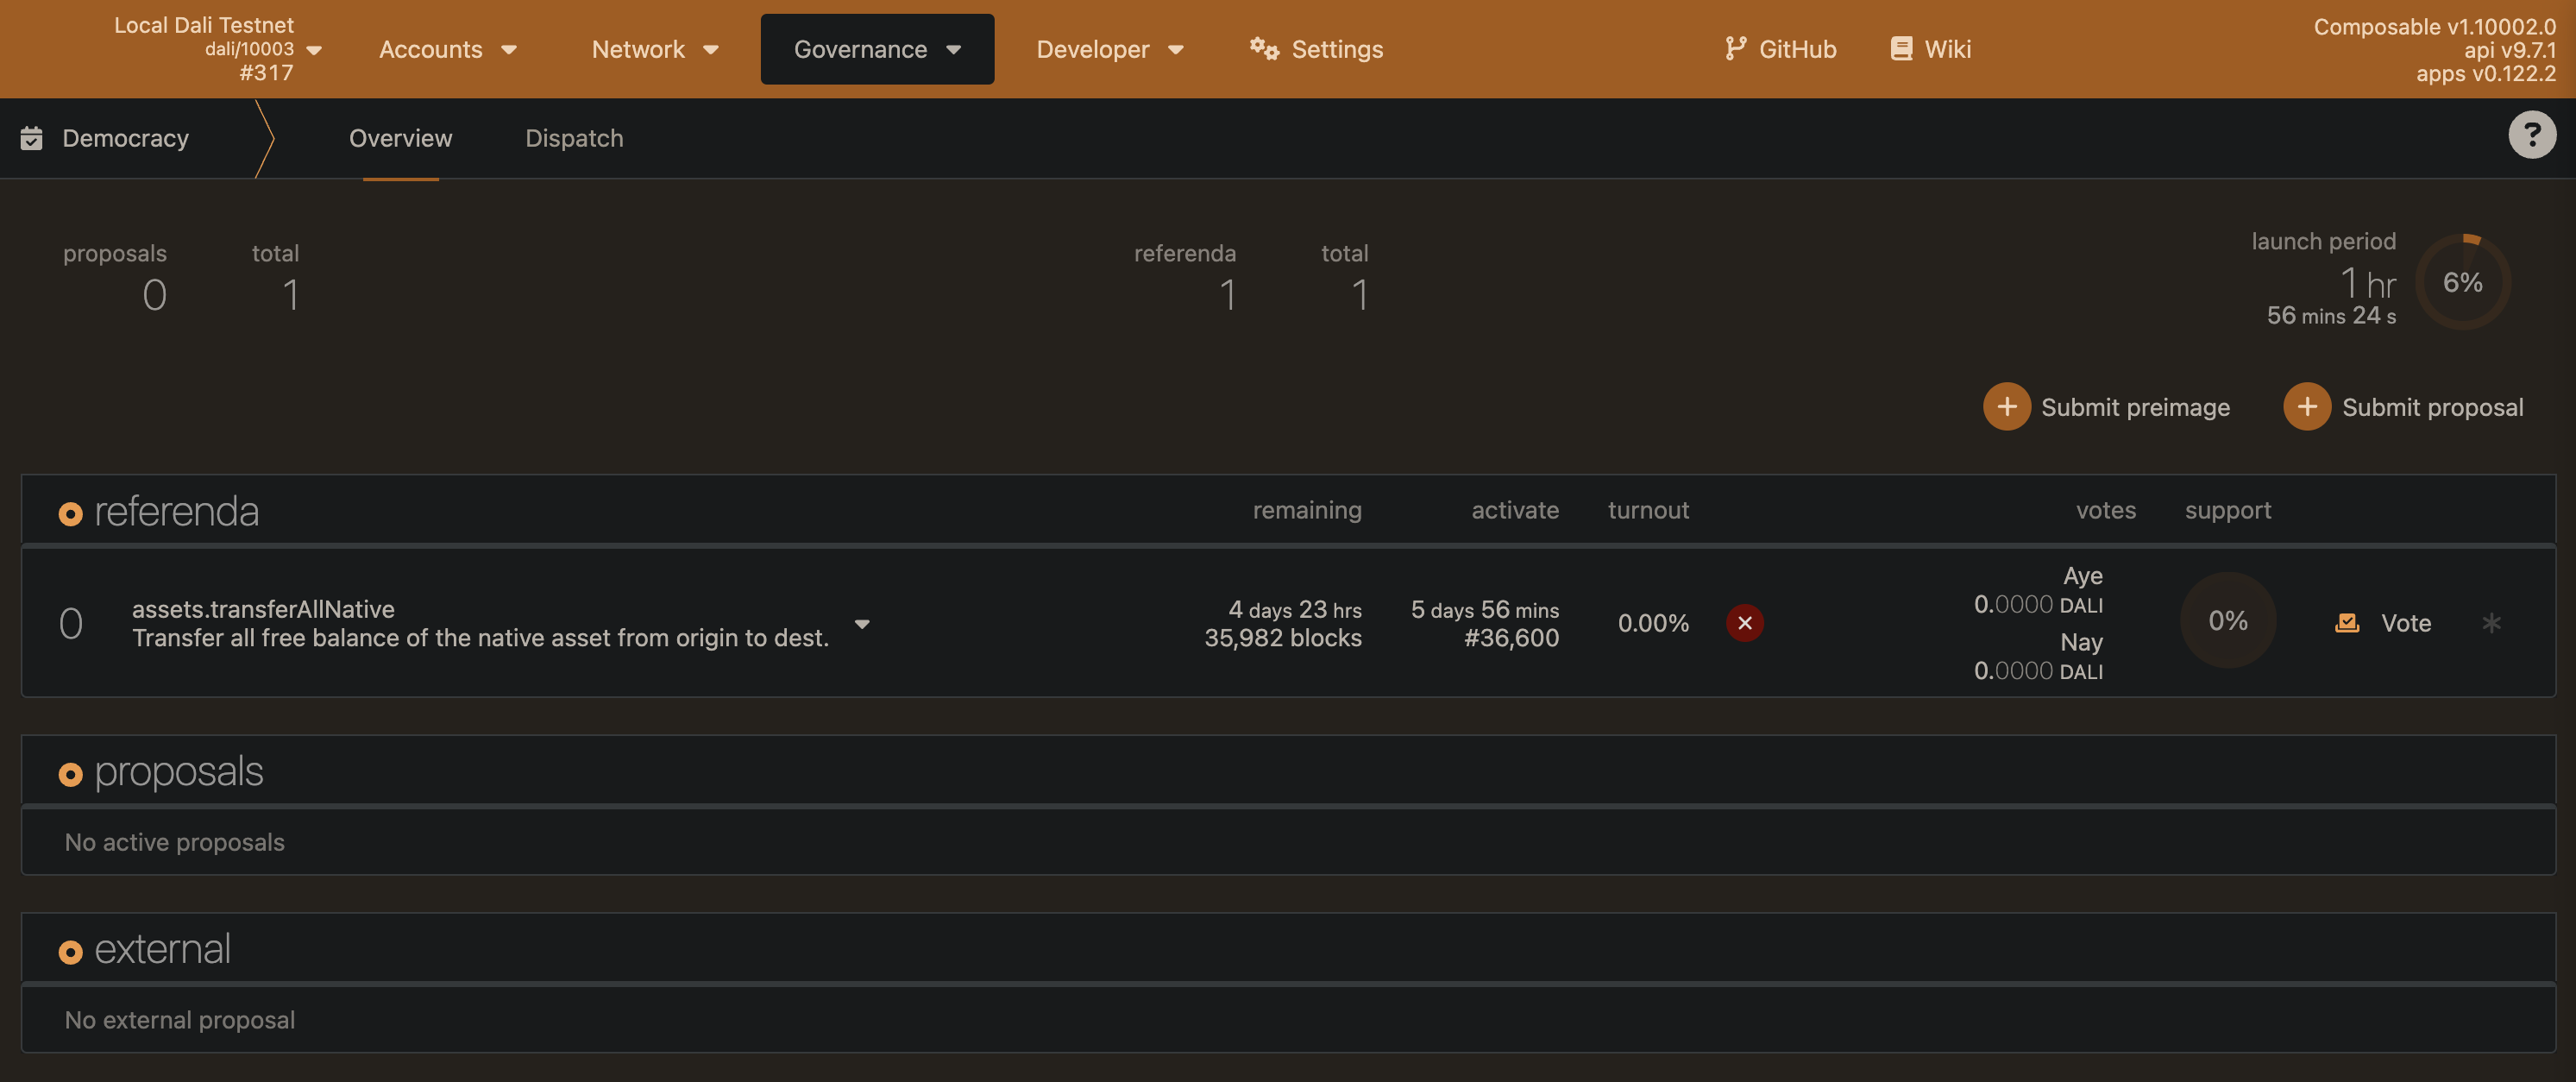 Local Dali Testnet
dali/10003
#317
Accounts
Network
Governance
Developer
Settings
GitHub
Wiki
Composable v1.10002.0
api v9.7.1
apps v0.122.2
Democracy
Overview
Dispatch
?
proposals
0
total
1
referenda
1
total
1
launch period
1 hr
56 mins 24 s
6%
+ Submit preimage
+ Submit proposal
referenda
remaining
activate
turnout
votes
support
0
assets.transferAllNative
Transfer all free balance of the native asset from origin to dest.
4 days 23 hrs
35,982 blocks
5 days 56 mins
#36,600
0.00%
Aye
0.0000 DALI
Nay
0.0000 DALI
0%
Vote
proposals
No active proposals
external
No external proposal